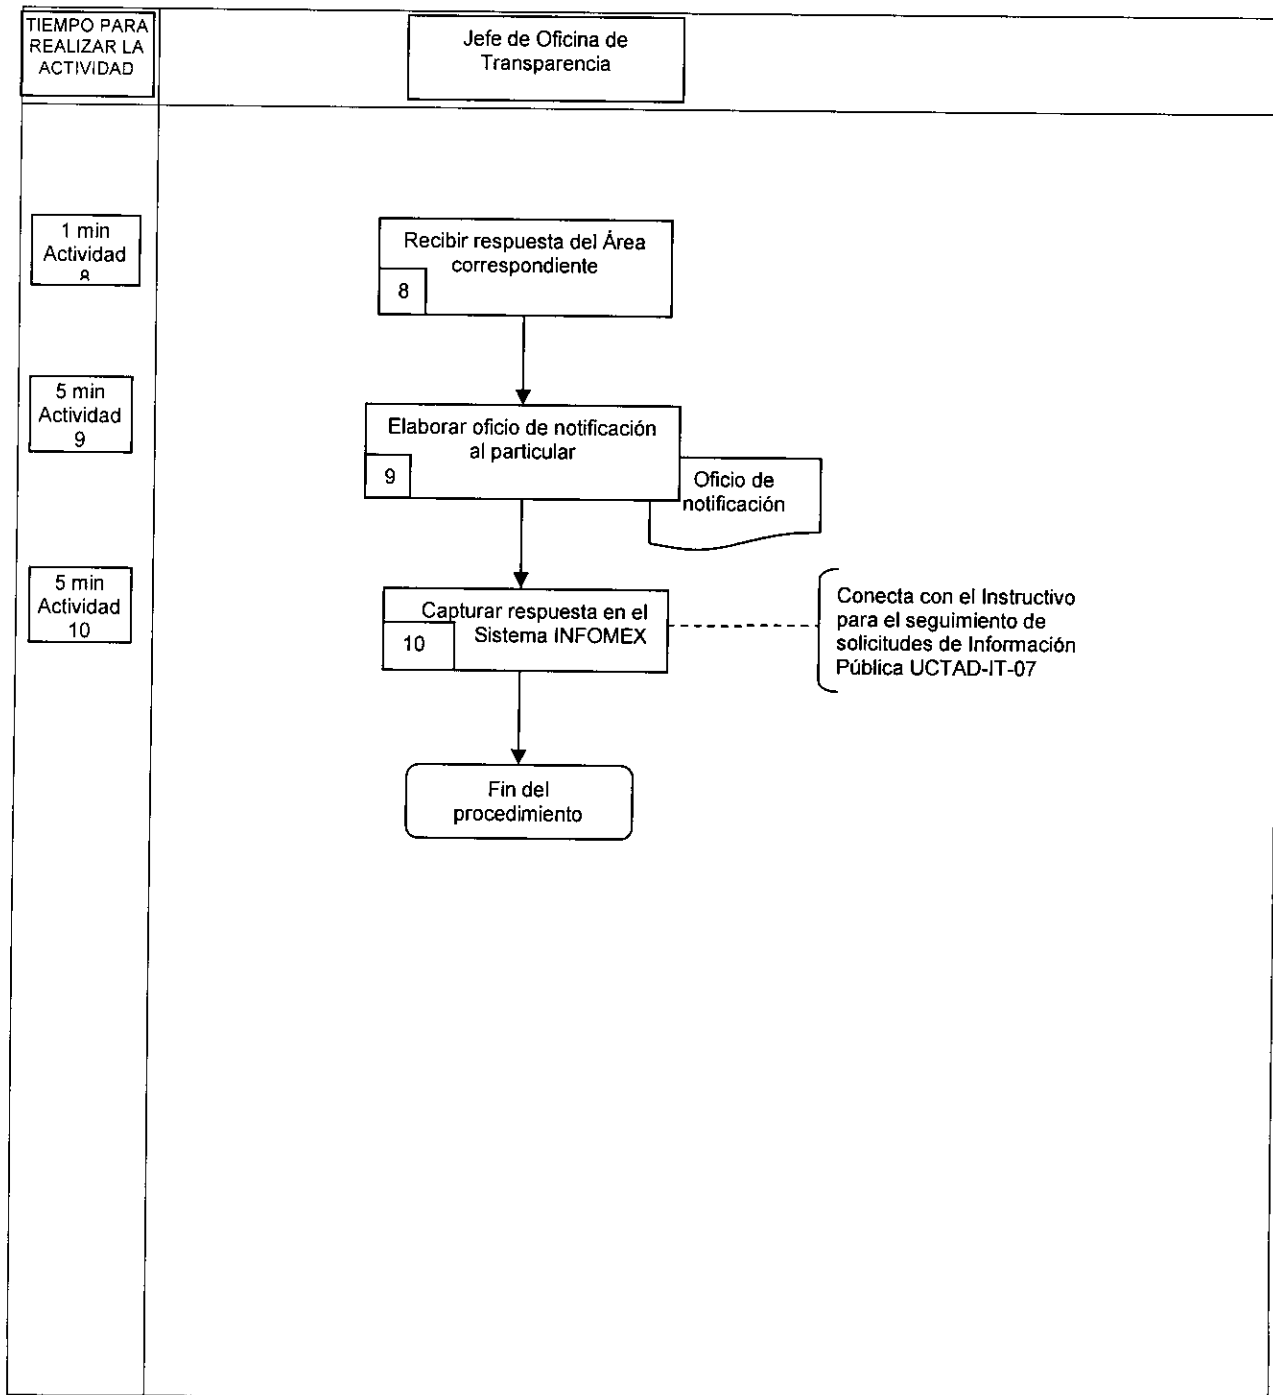 TIEMPO PARA
REALIZAR LA
ACTIVIDAD
Jefe de Oficina de
Transparencia
1 min
Actividad
8
Recibir respuesta del Área
correspondiente
8
5 min
Actividad
9
Elaborar oficio de notificación
al particular
9
Oficio de
notificación
5 min
Actividad
10
Capturar respuesta en el
Sistema INFOMEX
10
Conecta con el Instructivo
para el seguimiento de
solicitudes de Información
Pública UCTAD-IT-07
Fin del
procedimiento